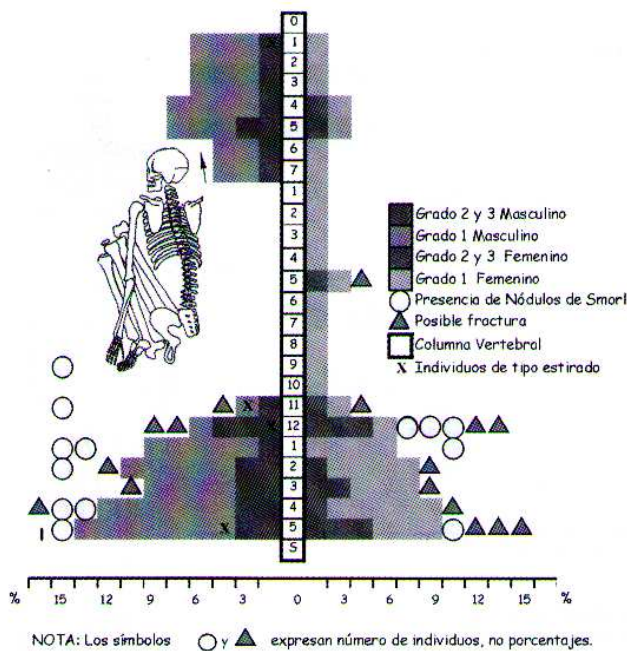 0
1
2
3
4
5
6
7
1
2
3
4
5
6
7
8
9
10
11
12
1
2
3
4
5
S
x
x
x
x
1
Grado 2 y 3 Masculino
Grado 1 Masculino
Grado 2 y 3 Femenino
Grado 1 Femenino
Presencia de Nódulos de Smorl
Posible fractura
Columna Vertebral
x Individuos de tipo estirado
% 15 12 9 6 3 0 3 6 9 12 15 %
NOTA: Los símbolos y expresan número de individuos, no porcentajes.